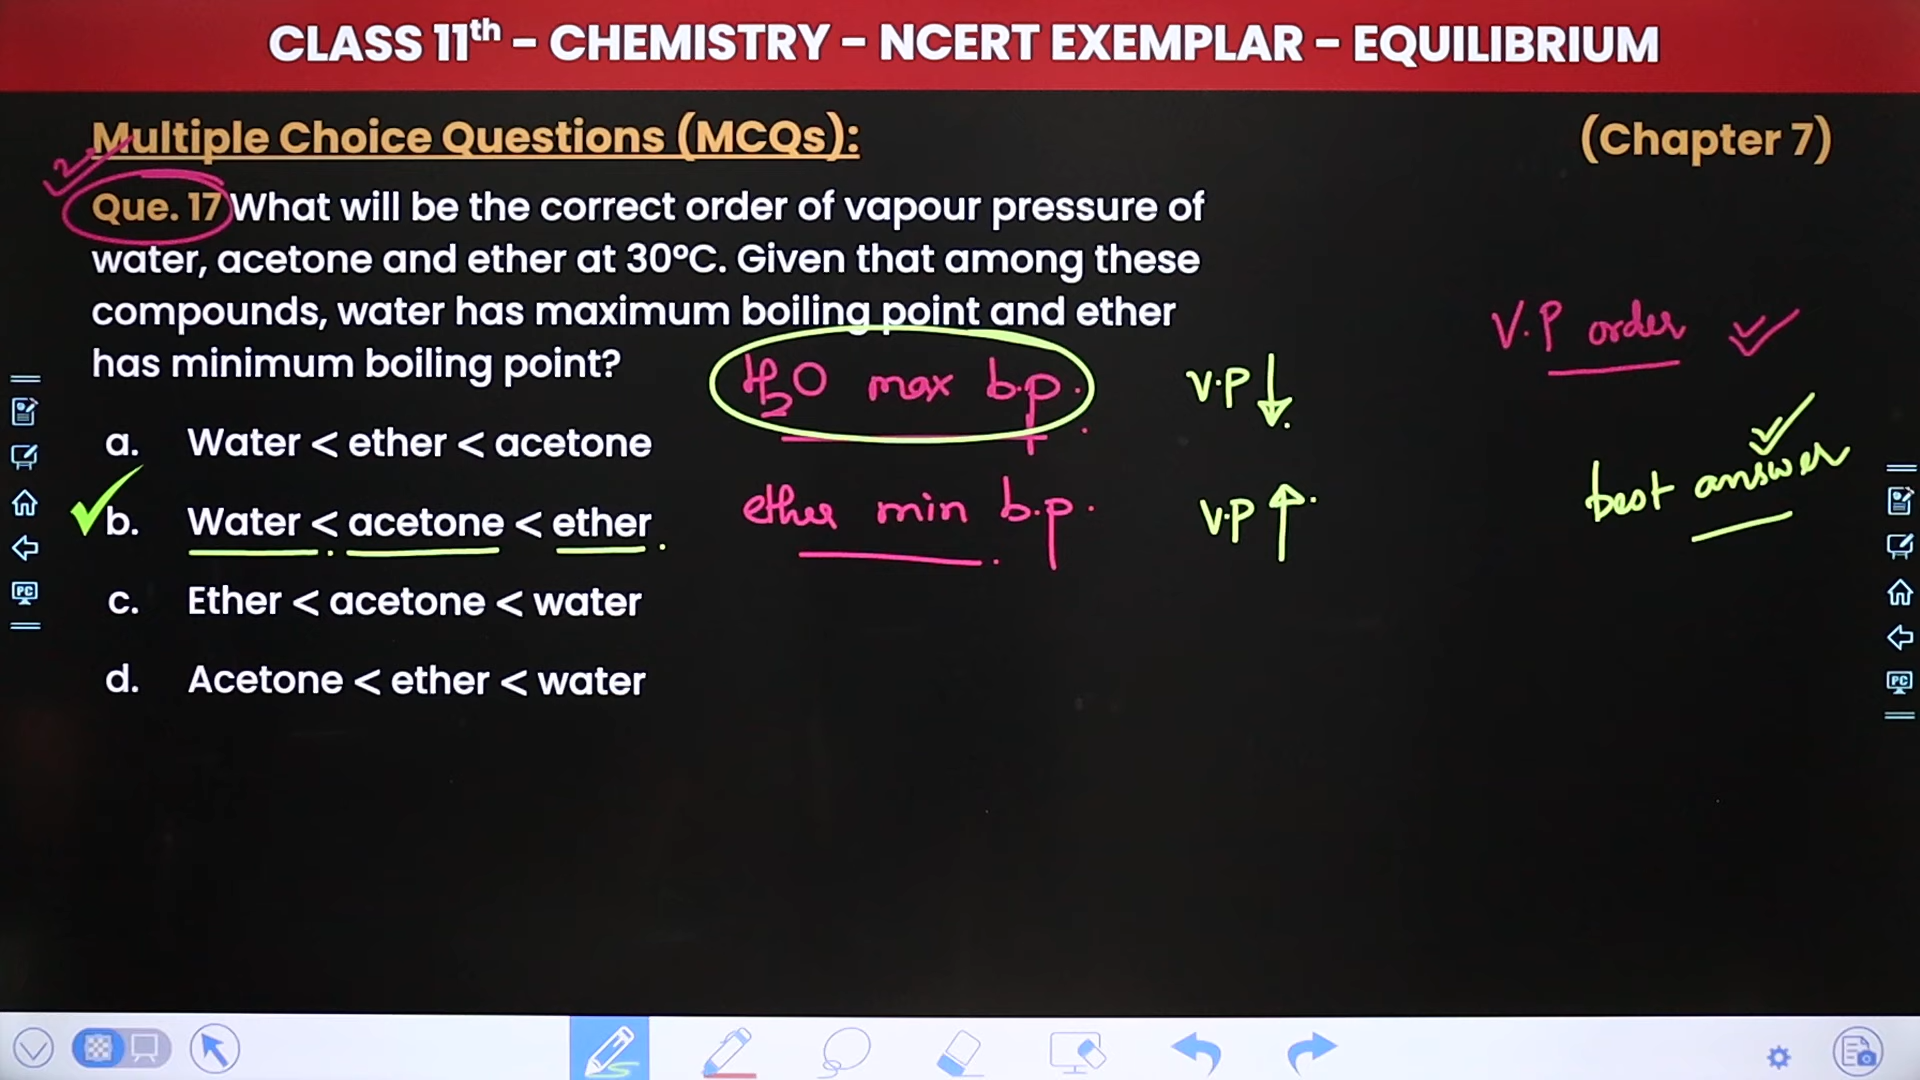 CLASS 11th - CHEMISTRY - NCERT EXEMPLAR - EQUILIBRIUM
Multiple Choice Questions (MCQs):
(Chapter 7)
Que. 17 What will be the correct order of vapour pressure of
water, acetone and ether at 30°C. Given that among these
compounds, water has maximum boiling point and ether
has minimum boiling point?
V.P order
H2O max b.p.
V.P ↓
a. Water < ether < acetone
best answer
b. Water < acetone < ether
ether min b.p.
V.P ↑
c. Ether < acetone < water
d. Acetone < ether < water
PC
PC